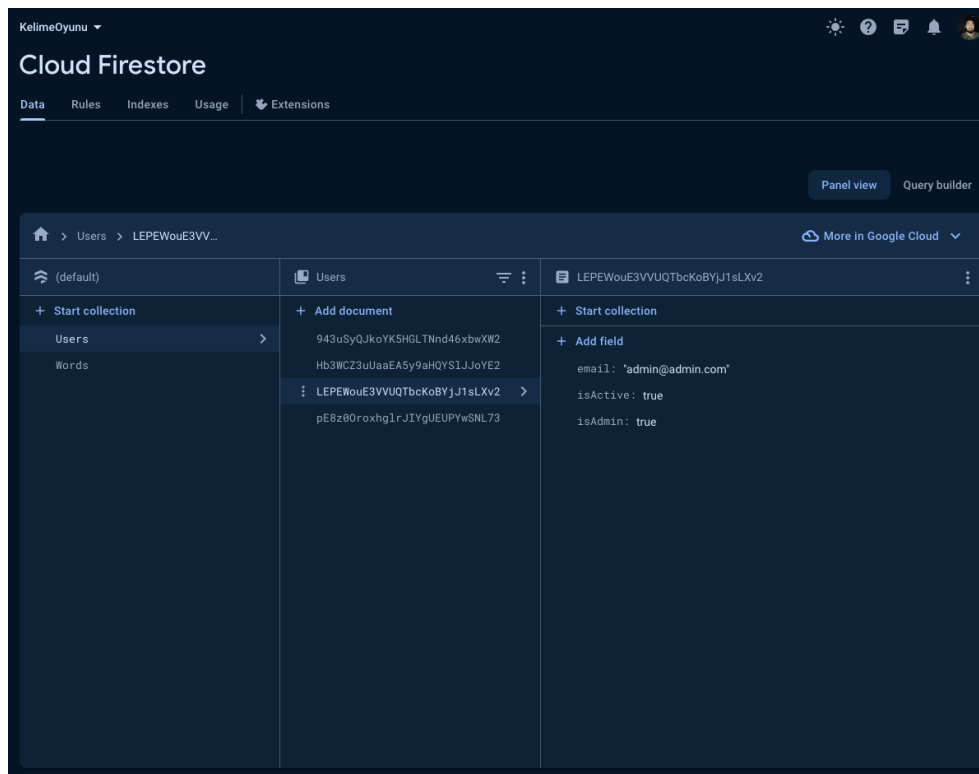 KelimeOyunu
Cloud Firestore
Data Rules Indexes Usage Extensions
Panel view Query builder
Users LEPEWouE3VV... More in Google Cloud
(default) Users LEPEWouE3VVUQTbcKoBYjJ1sLXv2
+ Start collection + Add document + Start collection
Users 943uSyQJkoYK5HGLTNnd46xbwXW2 + Add field
Words Hb3WCZ3uUaaEA5y9aHQYSlJJoYE2 email: "admin@admin.com"
LEPEWouE3VVUQTbcKoBYjJ1sLXv2 isActive: true
pE8z0OroxhglrJIYgUEUPYwSNL73 isAdmin: true